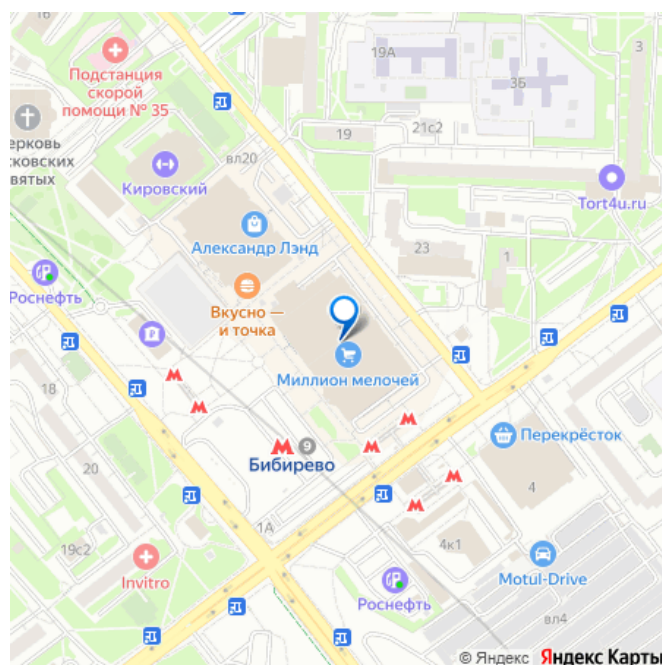 19А
3
Подстанция
скорой
помощи № 35
3Б
ерковь
сковских
вятых
вл20
19
21с2
Кировский
Tort4u.ru
Александр Лэнд
23
1
Роснефть
Вкусно —
и точка
18
Миллион мелочей
Перекрёсток
9
Бибирево
20
4
1А
19с2
4к1
Invitro
Motul-Drive
Роснефть
вл4
© Яндекс Яндекс Карты